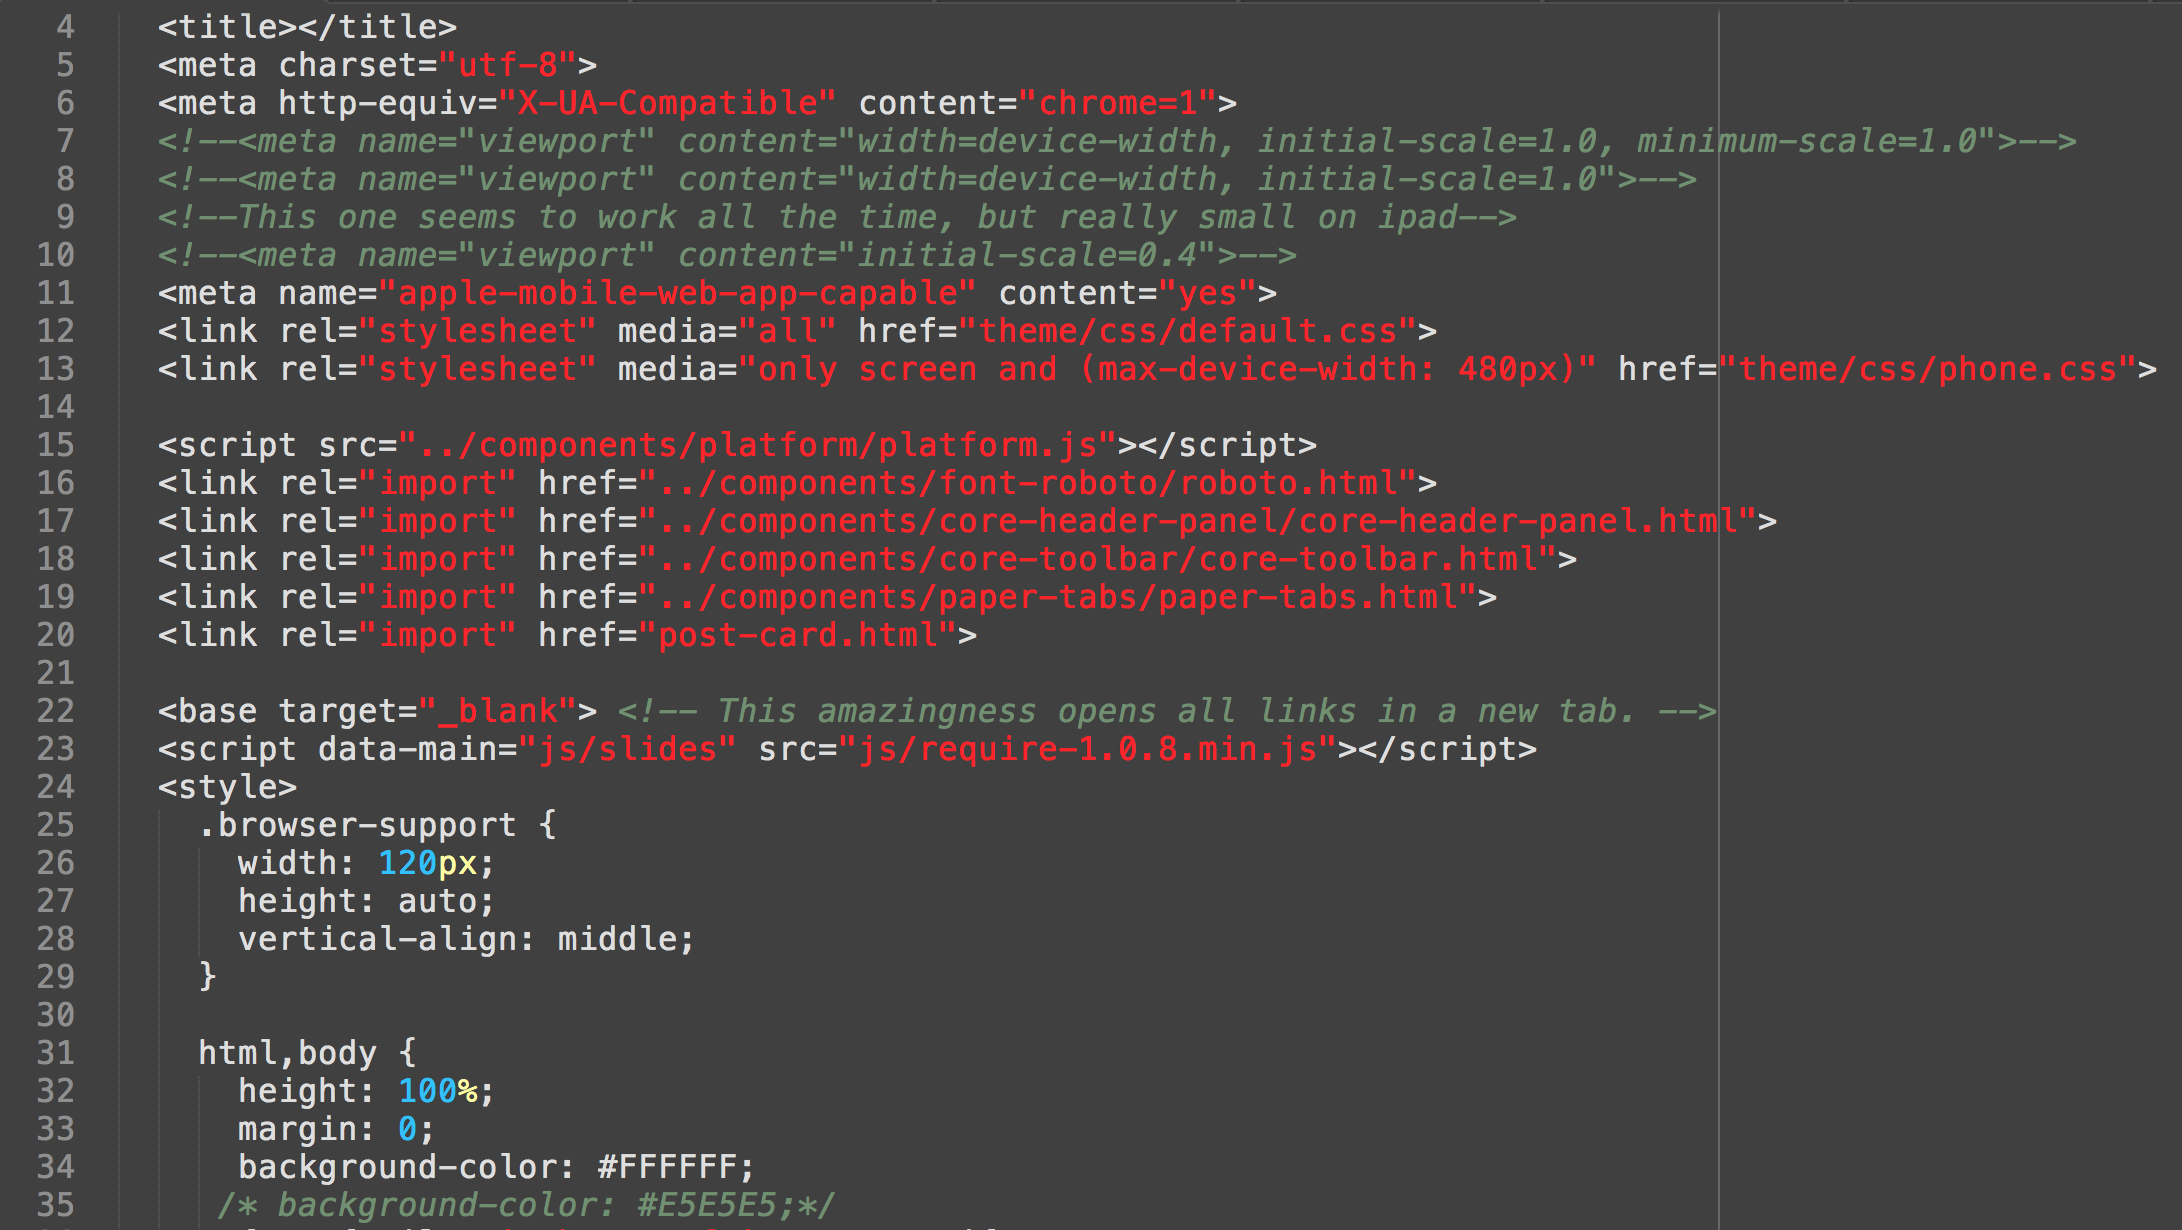 4 <title></title>
5 <meta charset="utf-8">
6 <meta http-equiv="X-UA-Compatible" content="chrome=1">
7 <!--<meta name="viewport" content="width=device-width, initial-scale=1.0, minimum-scale=1.0">-->
8 <!--<meta name="viewport" content="width=device-width, initial-scale=1.0">-->
9 <!--This one seems to work all the time, but really small on ipad-->
10 <!--<meta name="viewport" content="initial-scale=0.4">-->
11 <meta name="apple-mobile-web-app-capable" content="yes">
12 <link rel="stylesheet" media="all" href="theme/css/default.css">
13 <link rel="stylesheet" media="only screen and (max-device-width: 480px)" href="theme/css/phone.css">
14
15 <script src="../components/platform/platform.js"></script>
16 <link rel="import" href="../components/font-roboto/roboto.html">
17 <link rel="import" href="../components/core-header-panel/core-header-panel.html">
18 <link rel="import" href="../components/core-toolbar/core-toolbar.html">
19 <link rel="import" href="../components/paper-tabs/paper-tabs.html">
20 <link rel="import" href="post-card.html">
21
22 <base target="_blank"> <!-- This amazingness opens all links in a new tab. -->
23 <script data-main="js/slides" src="js/require-1.0.8.min.js"></script>
24 <style>
25 .browser-support {
26 width: 120px;
27 height: auto;
28 vertical-align: middle;
29 }
30
31 html,body {
32 height: 100%;
33 margin: 0;
34 background-color: #FFFFFF;
35 /* background-color: #E5E5E5;*/